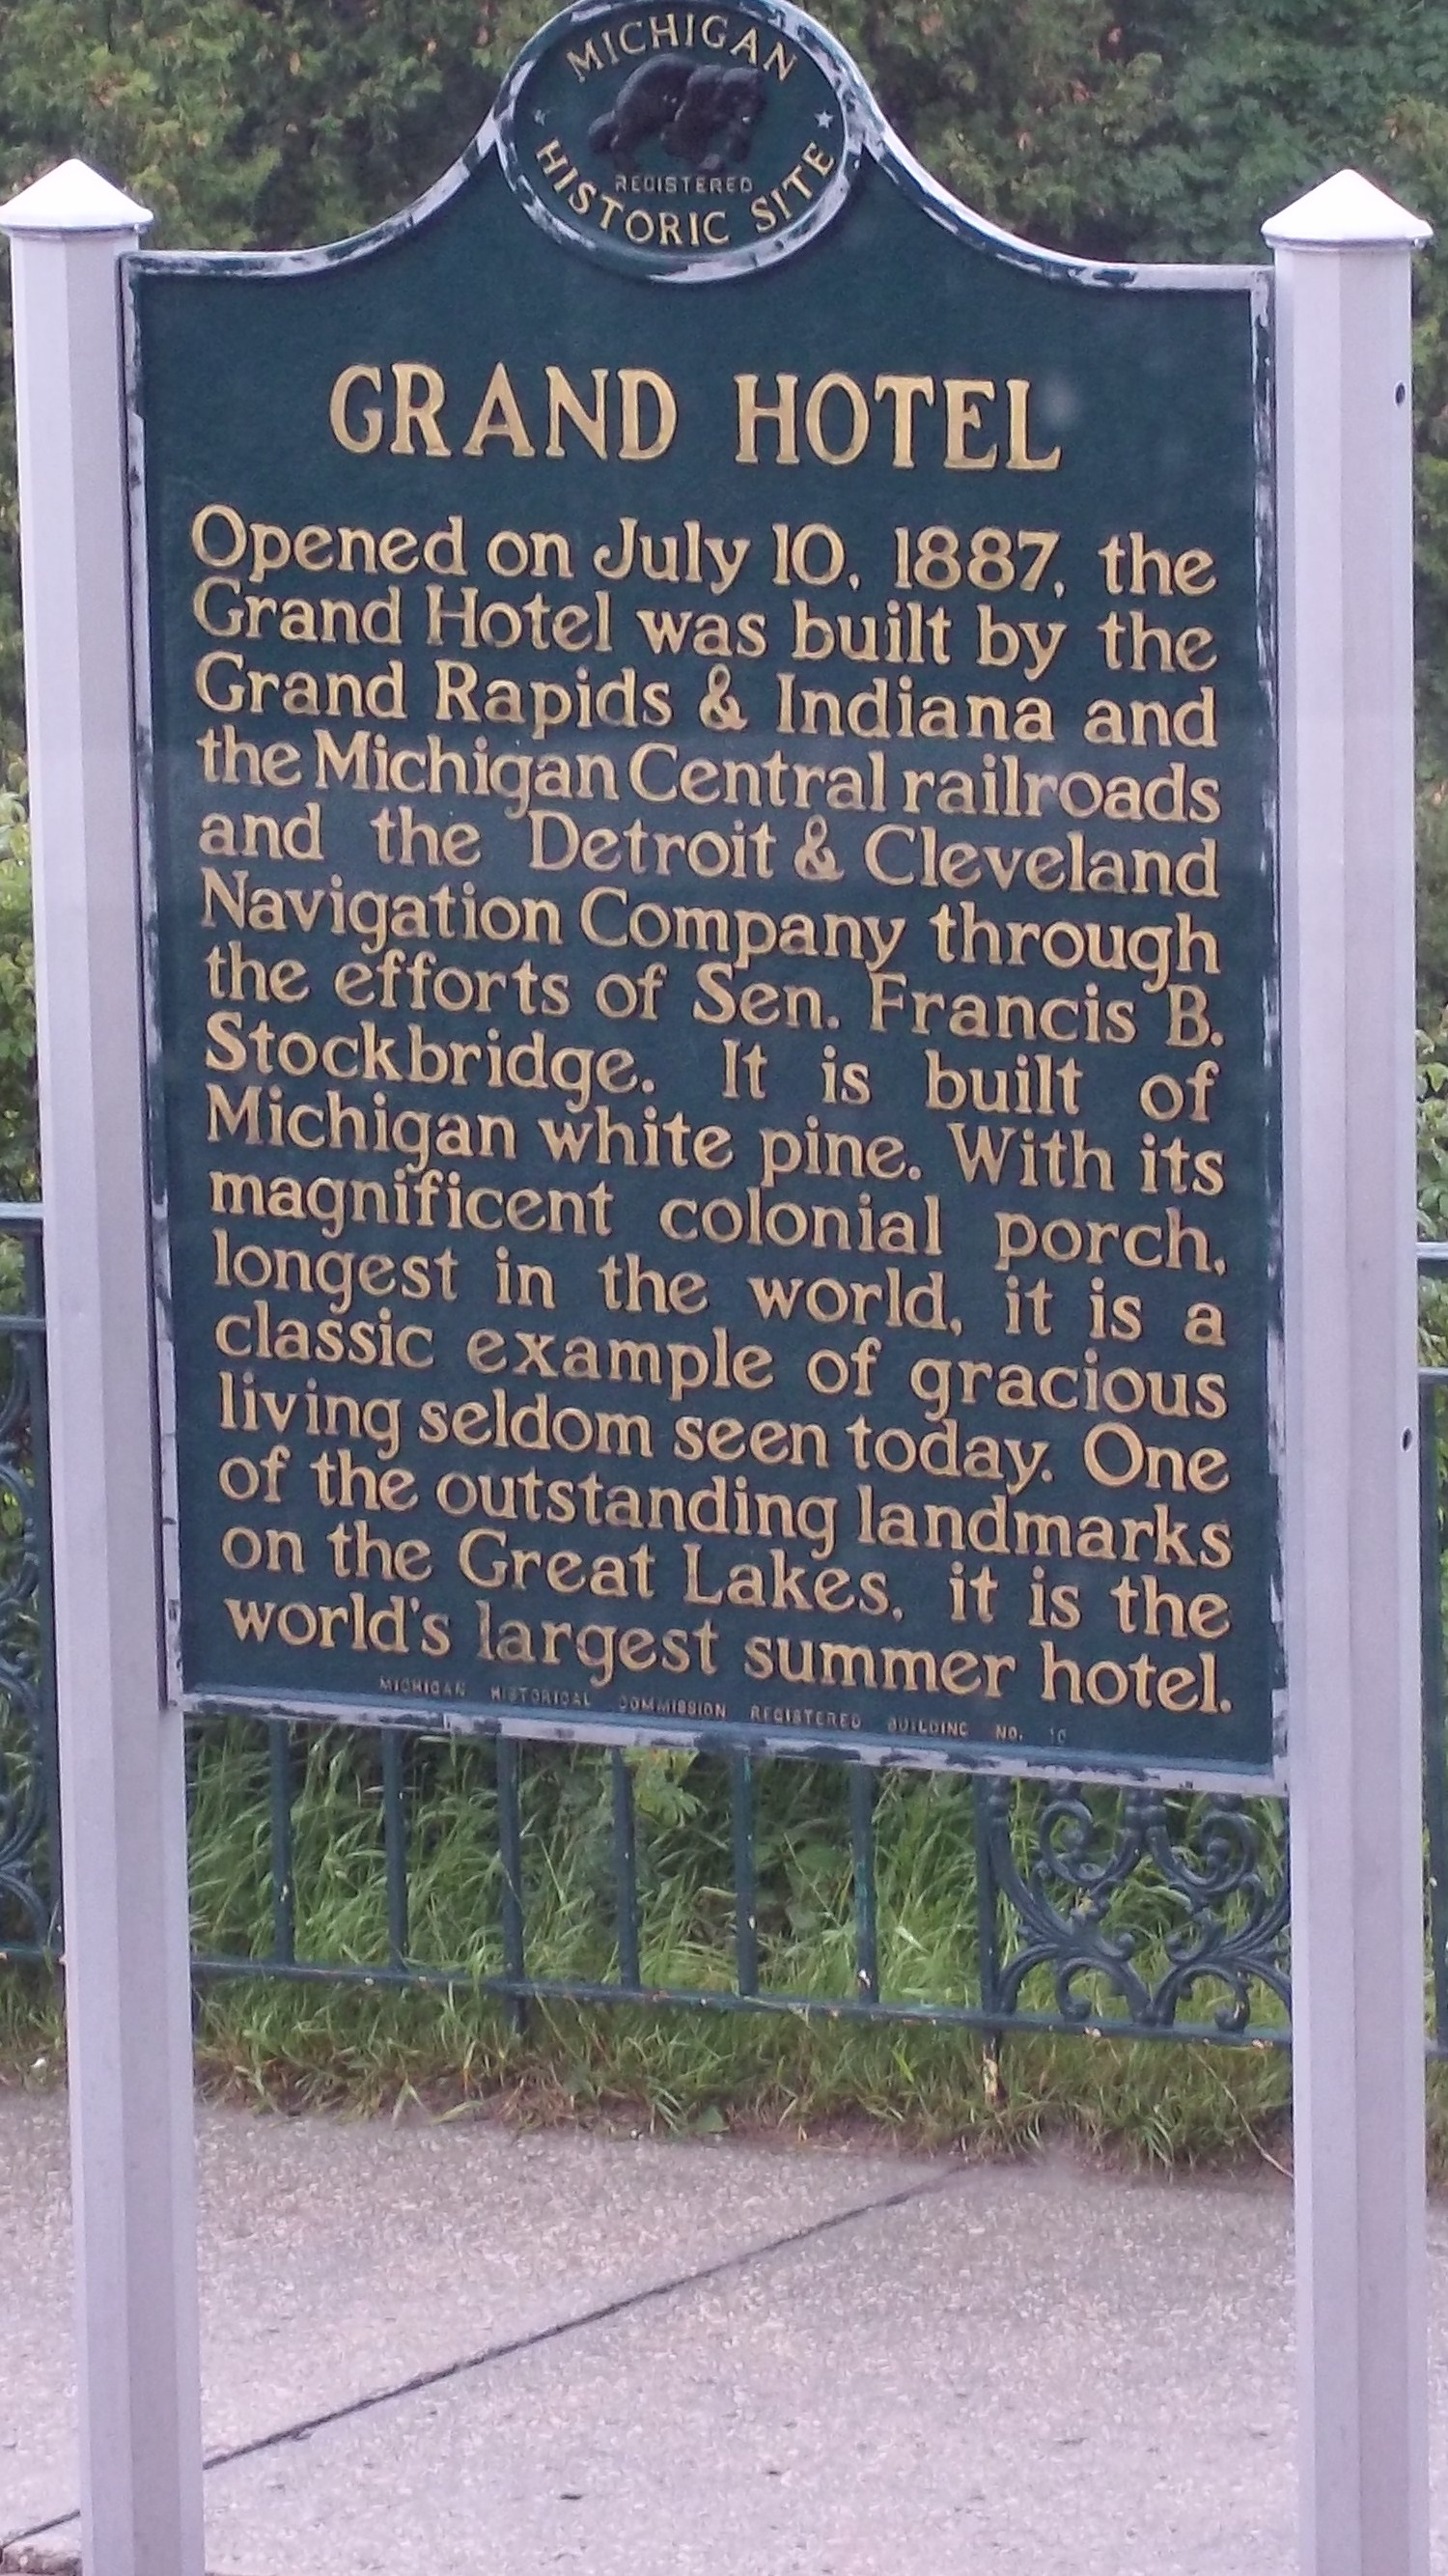 MICHIGAN
REGISTERED
HISTORIC SITE
GRAND HOTEL
Opened on July 10, 1887, the
Grand Hotel was built by the
Grand Rapids & Indiana and
the Michigan Central railroads
and the Detroit & Cleveland
Navigation Company through
the efforts of Sen. Francis B.
Stockbridge. It is built of
Michigan white pine. With its
magnificent colonial porch,
longest in the world, it is a
classic example of gracious
living seldom seen today. One
of the outstanding landmarks
on the Great Lakes, it is the
world's largest summer hotel.
MICHIGAN HISTORICAL COMMISSION REGISTERED BUILDING NO.